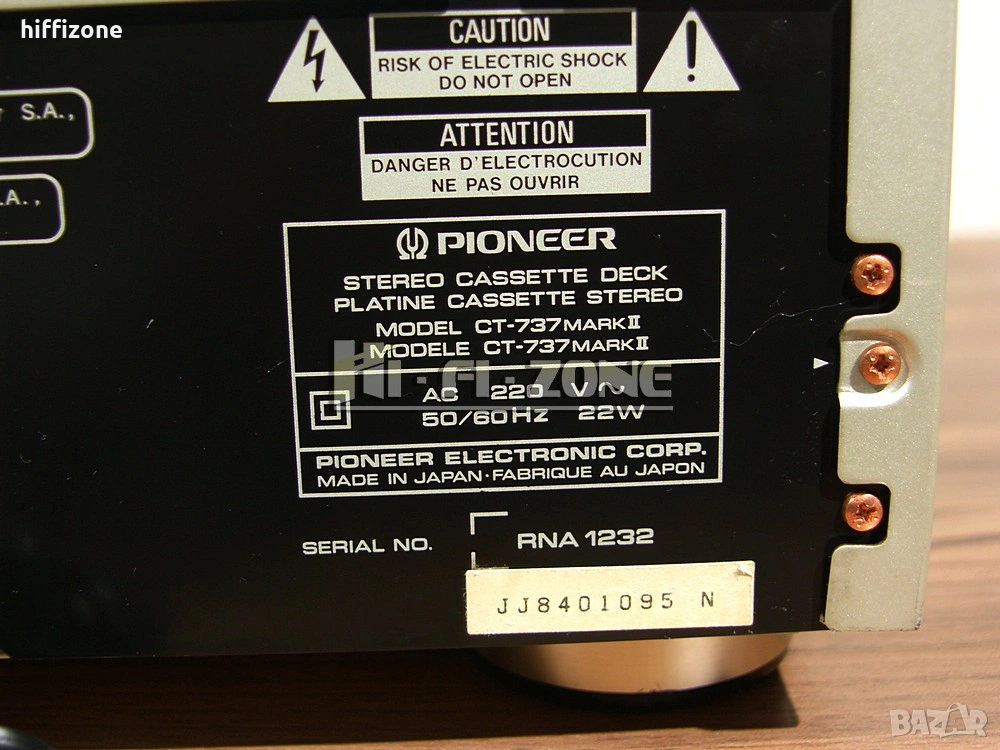 hiffizone
CAUTION
RISK OF ELECTRIC SHOCK
DO NOT OPEN
S.A.,
ATTENTION
DANGER D'ELECTROCUTION
NE PAS OUVRIR
.A.,
PIONEER
STEREO CASSETTE DECK
PLATINE CASSETTE STEREO
MODEL CT-737MARKII
MODELE CT-737MARKII
Hi-Fi-ZONE
AC 220 V~
50/60Hz 22W
PIONEER ELECTRONIC CORP.
MADE IN JAPAN·FABRIQUE AU JAPON
SERIAL NO. RNA1232
JJ8401095 N
BAZAR